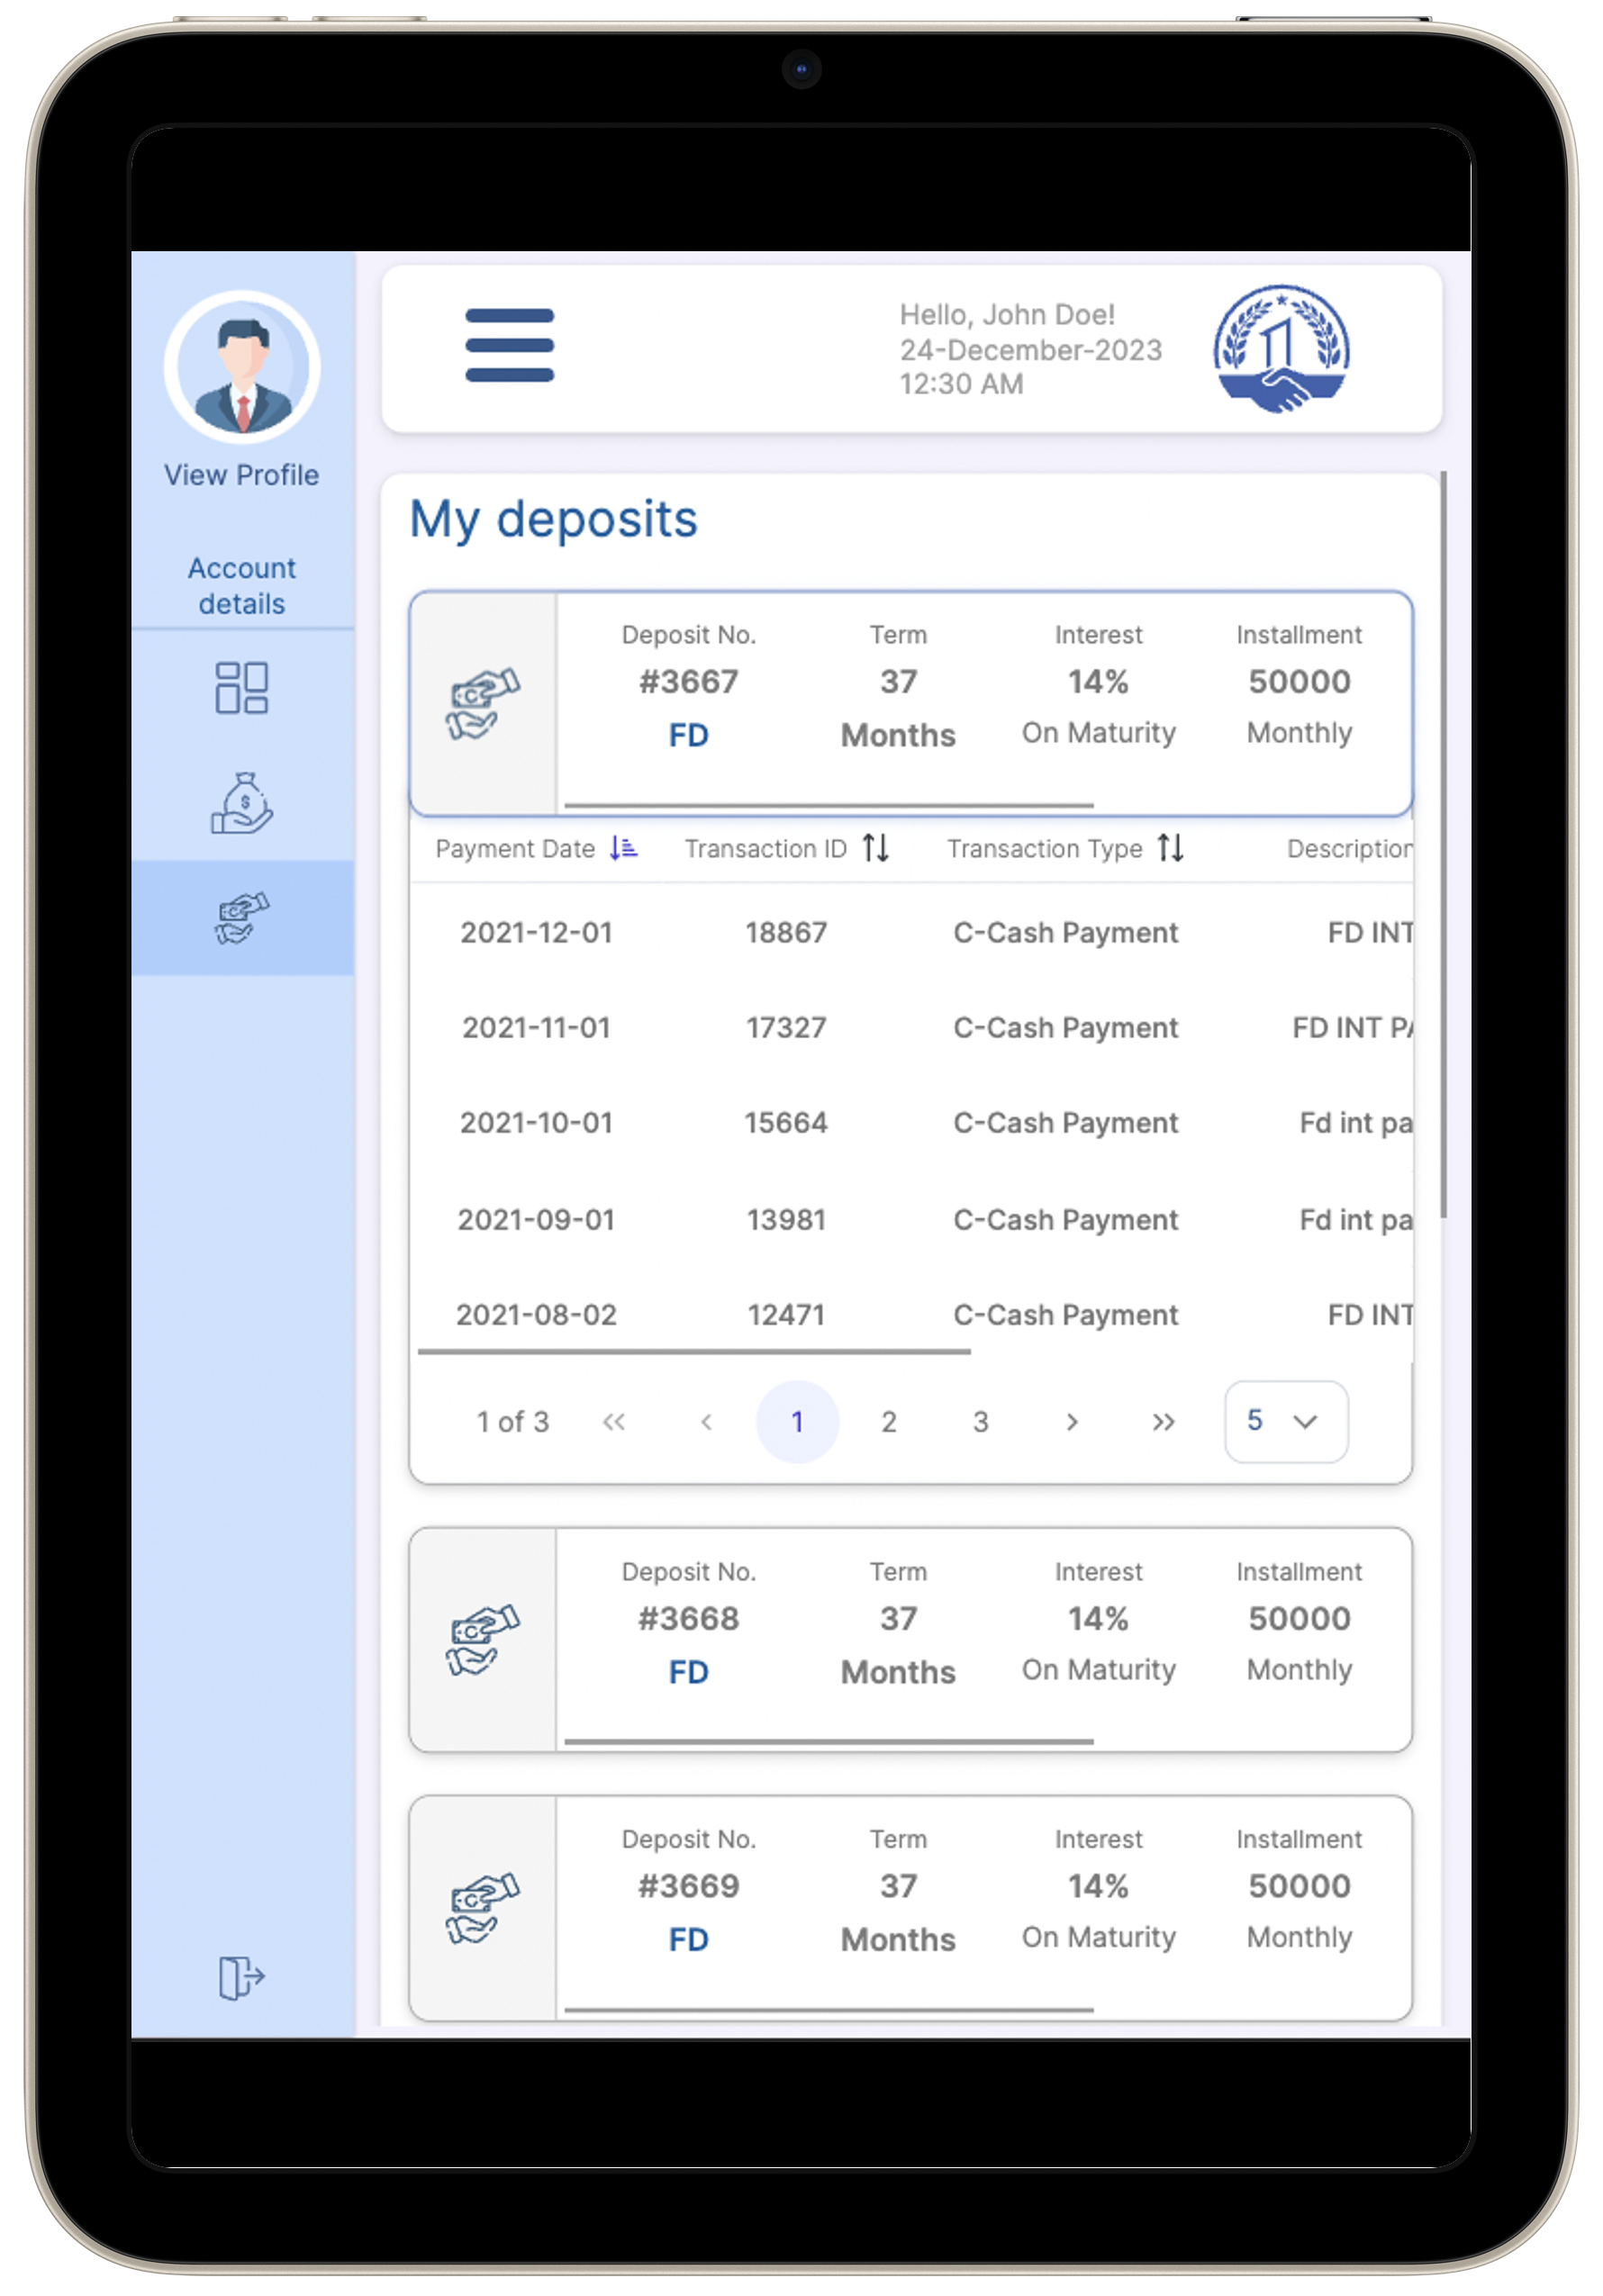 View Profile
Account
details
Hello, John Doe!
24-December-2023
12:30 AM
My deposits
Deposit No. Term Interest Installment
#3667 37 14% 50000
FD Months On Maturity Monthly
Payment Date Transaction ID Transaction Type Description
2021-12-01 18867 C-Cash Payment FD INT
2021-11-01 17327 C-Cash Payment FD INT PA
2021-10-01 15664 C-Cash Payment Fd int pa
2021-09-01 13981 C-Cash Payment Fd int pa
2021-08-02 12471 C-Cash Payment FD INT
1 of 3 << < 1 2 3 > >> 5
Deposit No. Term Interest Installment
#3668 37 14% 50000
FD Months On Maturity Monthly
Deposit No. Term Interest Installment
#3669 37 14% 50000
FD Months On Maturity Monthly